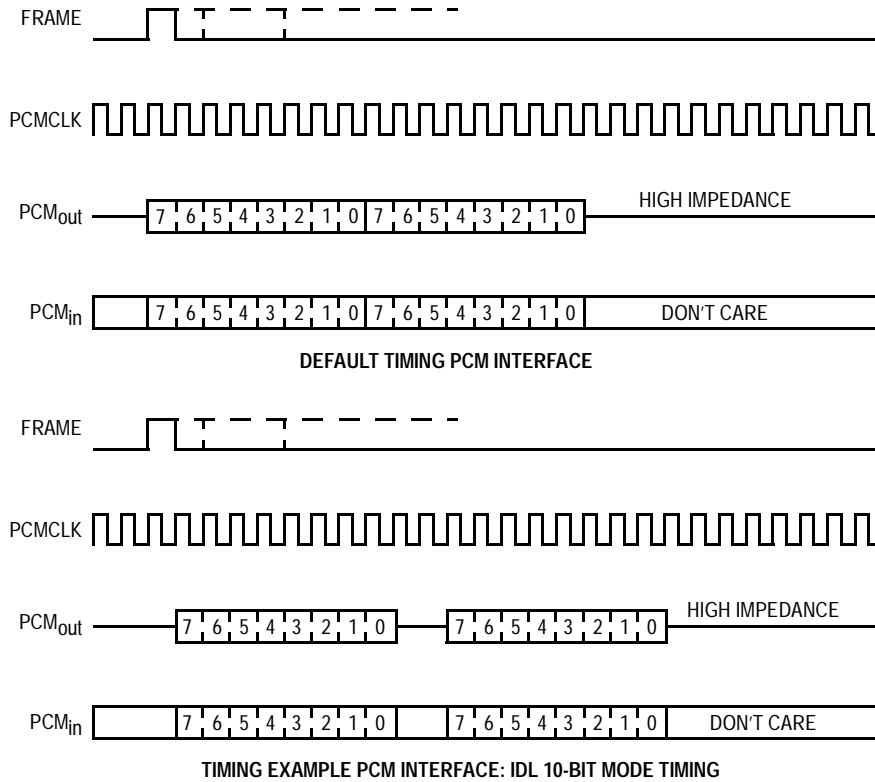 FRAME
PCMCLK
PCMout 7 6 5 4 3 2 1 0 7 6 5 4 3 2 1 0 HIGH IMPEDANCE
PCMin 7 6 5 4 3 2 1 0 7 6 5 4 3 2 1 0 DON'T CARE
DEFAULT TIMING PCM INTERFACE
FRAME
PCMCLK
PCMout 7 6 5 4 3 2 1 0 7 6 5 4 3 2 1 0 HIGH IMPEDANCE
PCMin 7 6 5 4 3 2 1 0 7 6 5 4 3 2 1 0 DON'T CARE
TIMING EXAMPLE PCM INTERFACE: IDL 10-BIT MODE TIMING